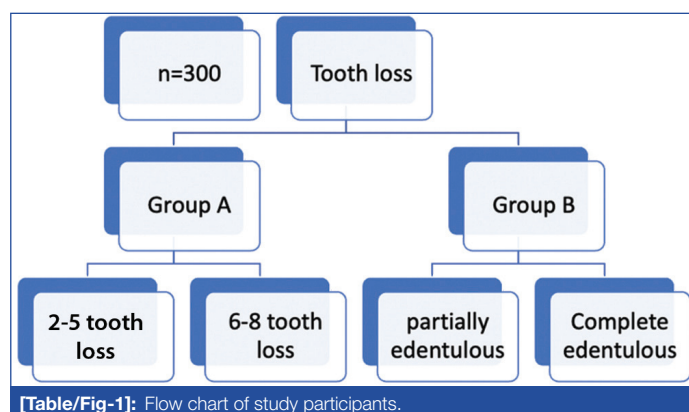 n=300
Tooth loss
Group A
Group B
2-5 tooth
loss
6-8 tooth
loss
partially
edentulous
Complete
edentulous
[Table/Fig-1]: Flow chart of study participants.